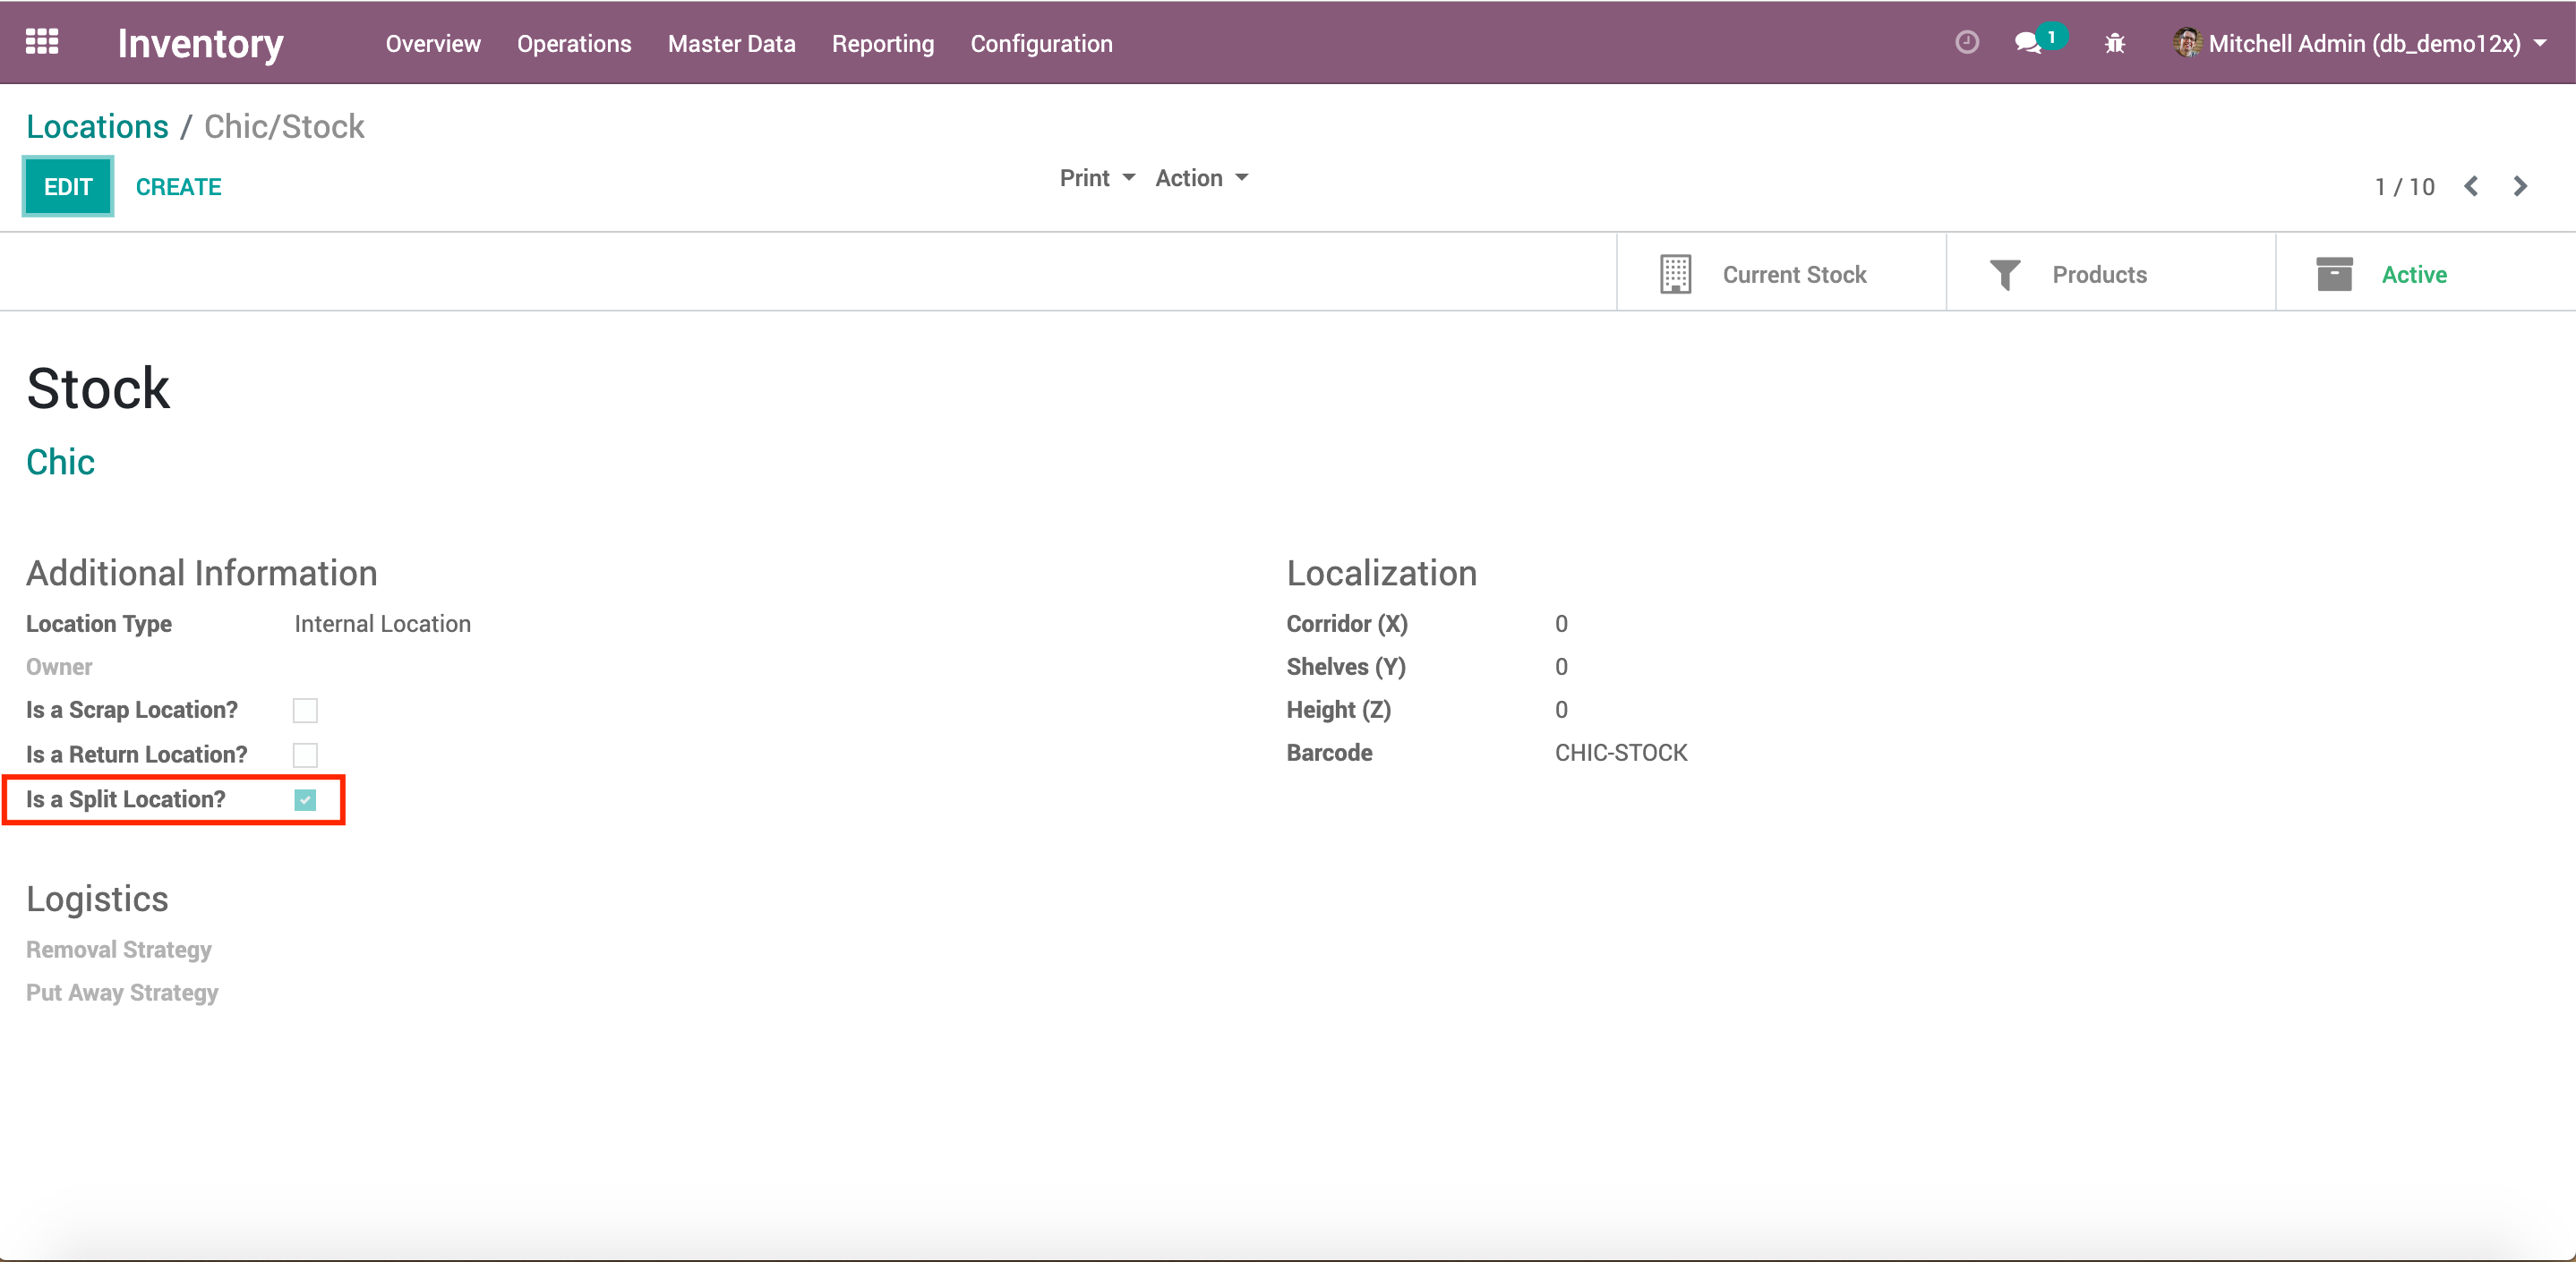 Inventory Overview Operations Master Data Reporting Configuration 1 Mitchell Admin (db_demo12x)
Locations / Chic/Stock
EDIT CREATE Print Action 1 / 10
Current Stock Products Active
Stock
Chic
Additional Information Localization
Location Type Internal Location Corridor (X) 0
Owner Shelves (Y) 0
Is a Scrap Location? Height (Z) 0
Is a Return Location? Barcode CHIC-STOCK
Is a Split Location?
Logistics
Removal Strategy
Put Away Strategy